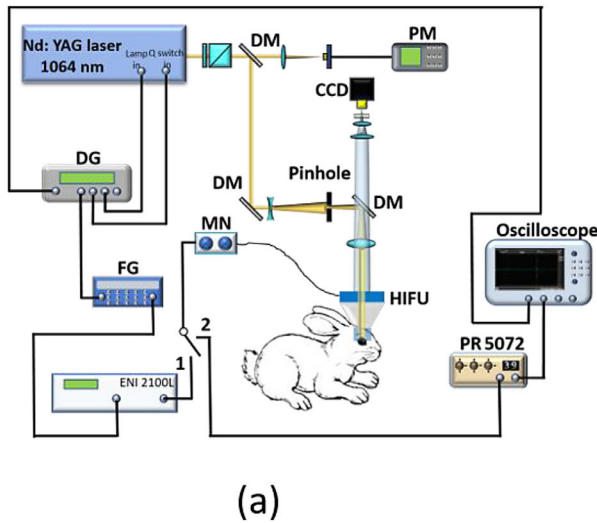 Nd: YAG laser
1064 nm
Lamp Q switch
in in
DM
PM
CCD
DG
Pinhole
DM
DM
MN
Oscilloscope
FG
HIFU
2
1
PR 5072
39
ENI 2100L
(a)